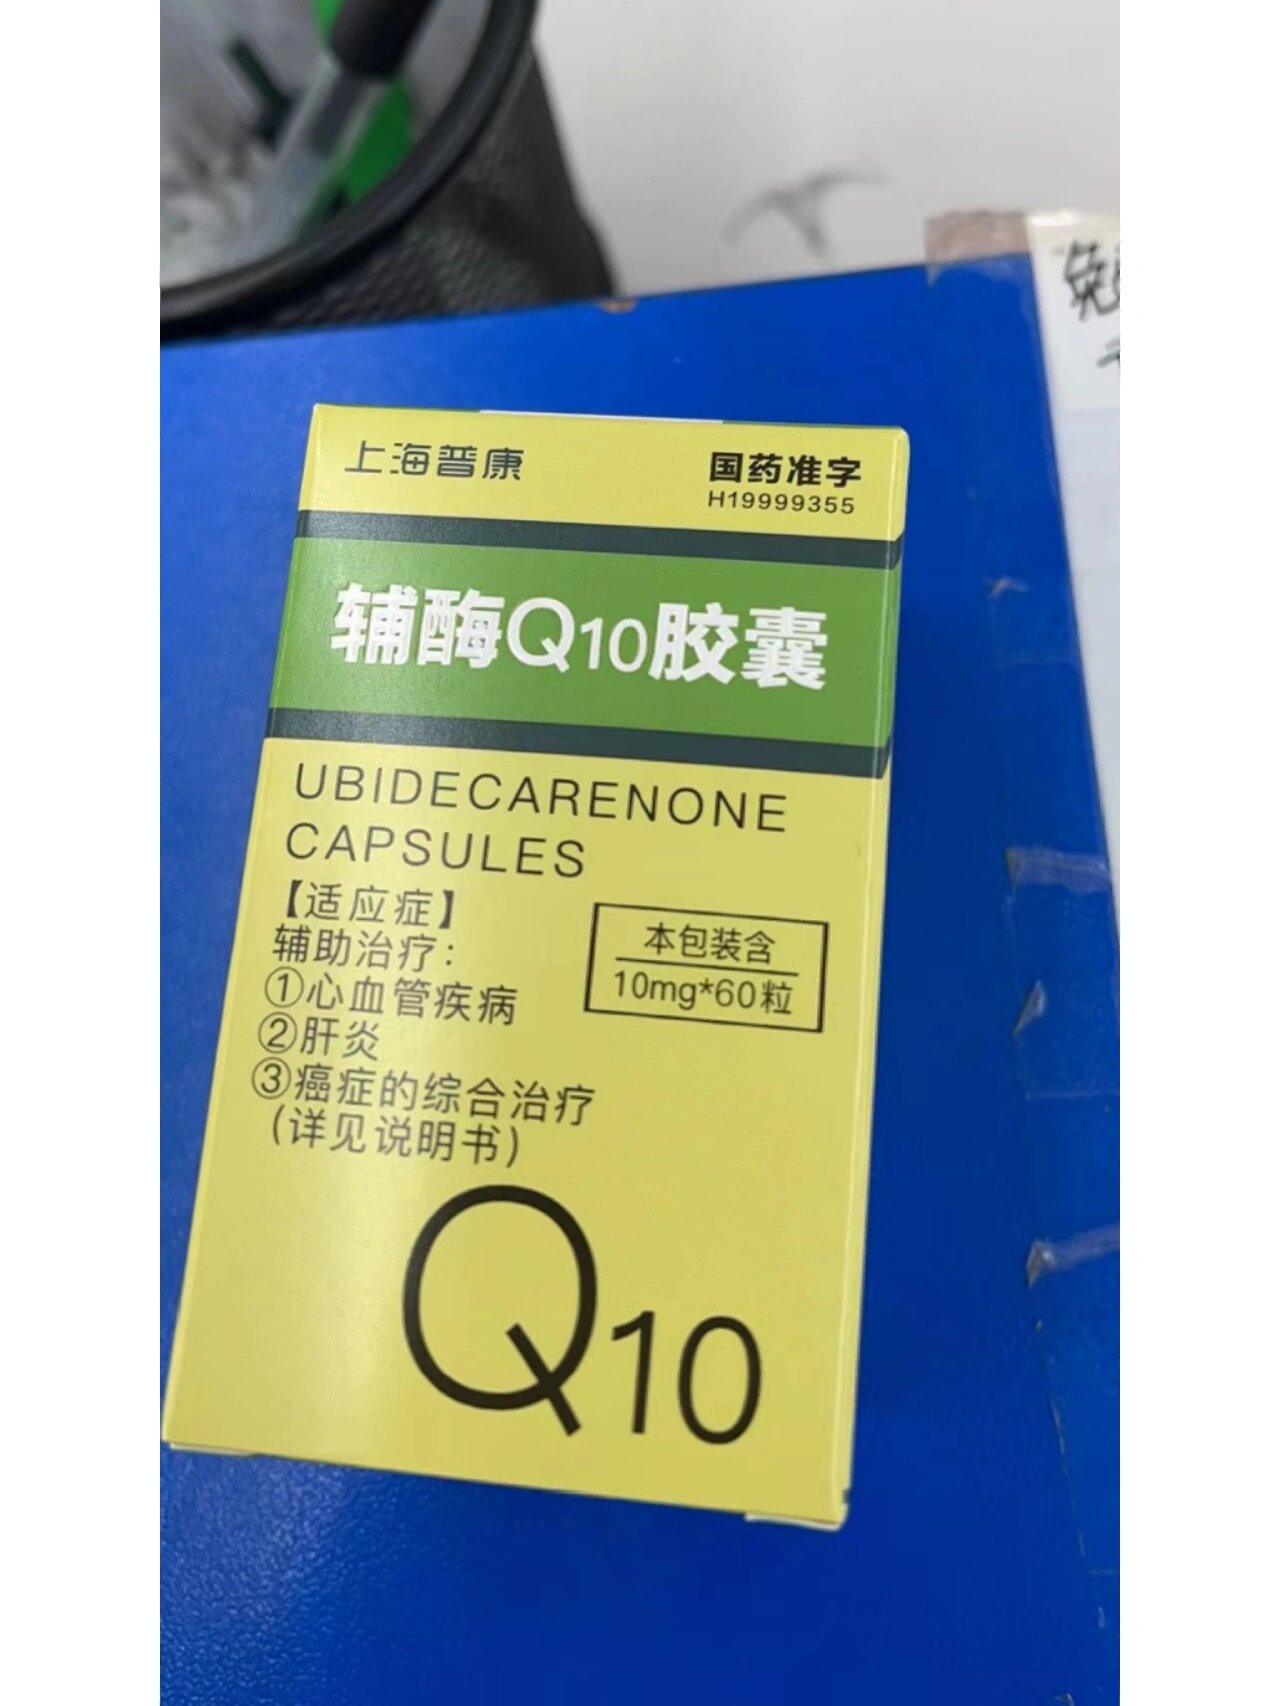 上海普康
国药准字
H19999355
辅酶Q10胶囊
UBIDECARENONE
CAPSULES
【适应症】
辅助治疗：
①心血管疾病
②肝炎
③癌症的综合治疗
(详见说明书)
本包装含
10mg*60粒
Q10